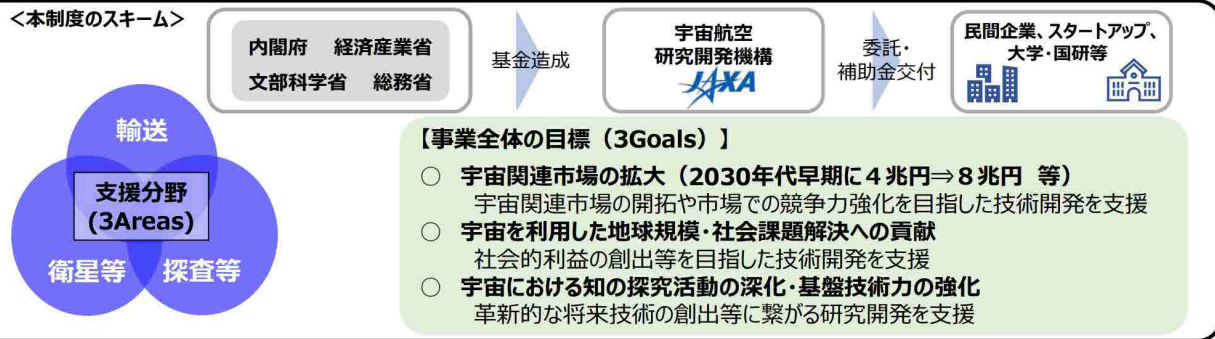 ＜本制度のスキーム＞
内閣府　経済産業省
文部科学省　総務省
基金造成
宇宙航空
研究開発機構
JAXA
委託・
補助金交付
民間企業、スタートアップ、
大学・国研等
輸送
支援分野
(3Areas)
衛星等
探査等
【事業全体の目標（3Goals）】
○　宇宙関連市場の拡大（2030年代早期に４兆円⇒８兆円　等）
宇宙関連市場の開拓や市場での競争力強化を目指した技術開発を支援
○　宇宙を利用した地球規模・社会課題解決への貢献
社会的利益の創出等を目指した技術開発を支援
○　宇宙における知の探究活動の深化・基盤技術力の強化
革新的な将来技術の創出等に繋がる研究開発を支援